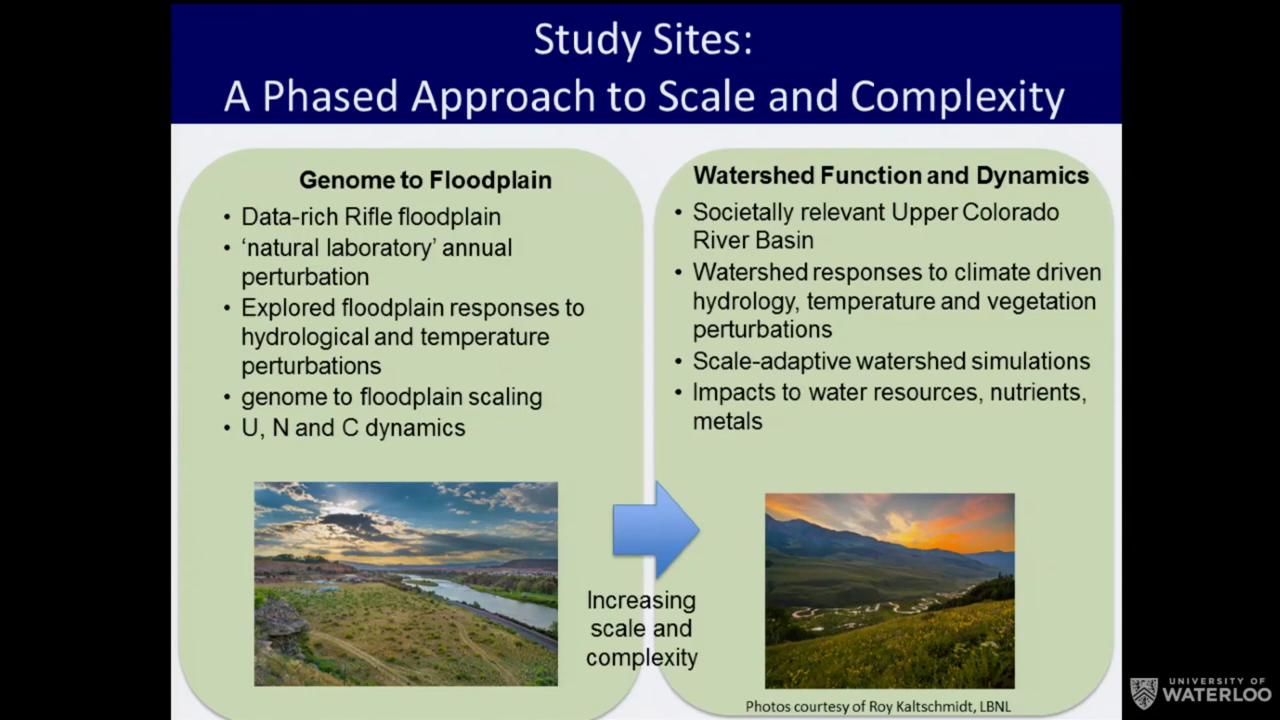 Study Sites:
A Phased Approach to Scale and Complexity
Genome to Floodplain
• Data-rich Rifle floodplain
• ‘natural laboratory’ annual
perturbation
• Explored floodplain responses to
hydrological and temperature
perturbations
• genome to floodplain scaling
• U, N and C dynamics
Increasing
scale and
complexity
Watershed Function and Dynamics
• Societally relevant Upper Colorado
River Basin
• Watershed responses to climate driven
hydrology, temperature and vegetation
perturbations
• Scale-adaptive watershed simulations
• Impacts to water resources, nutrients,
metals
Photos courtesy of Roy Kaltschmidt, LBNL
UNIVERSITY OF
WATERLOO